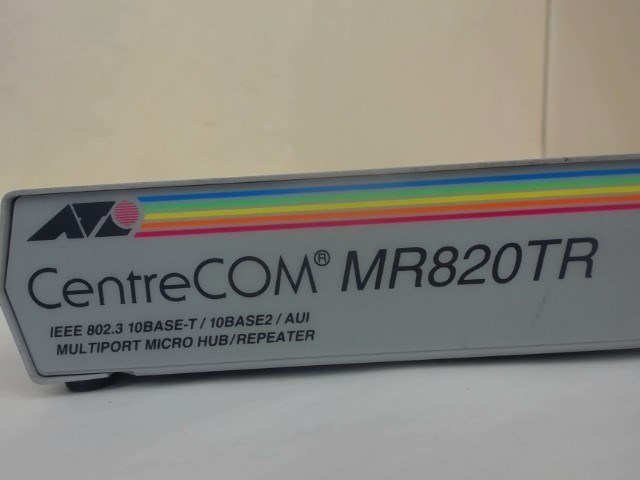 CentreCOM® MR820TR
IEEE 802.3 10BASE-T / 10BASE2 / AUI
MULTIPORT MICRO HUB/REPEATER